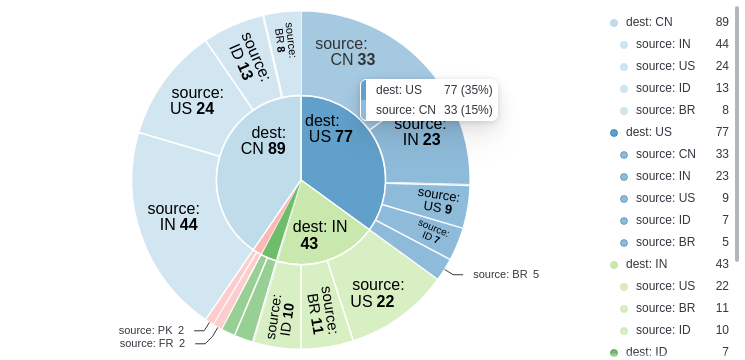 source:
CN 33
source:
BR 8
source:
ID 13
source:
US 24
source:
IN 44
dest:
CN 89
dest:
US 77
dest: US 77 (35%)
source: CN 33 (15%)
source:
IN 23
source:
US 9
source:
ID 7
source: BR 5
dest: IN
43
source:
US 22
source:
BR 11
source:
ID 10
source: PK 2
source: FR 2
dest: CN 89
source: IN 44
source: US 24
source: ID 13
source: BR 8
dest: US 77
source: CN 33
source: IN 23
source: US 9
source: ID 7
source: BR 5
dest: IN 43
source: US 22
source: BR 11
source: ID 10
dest: ID 7